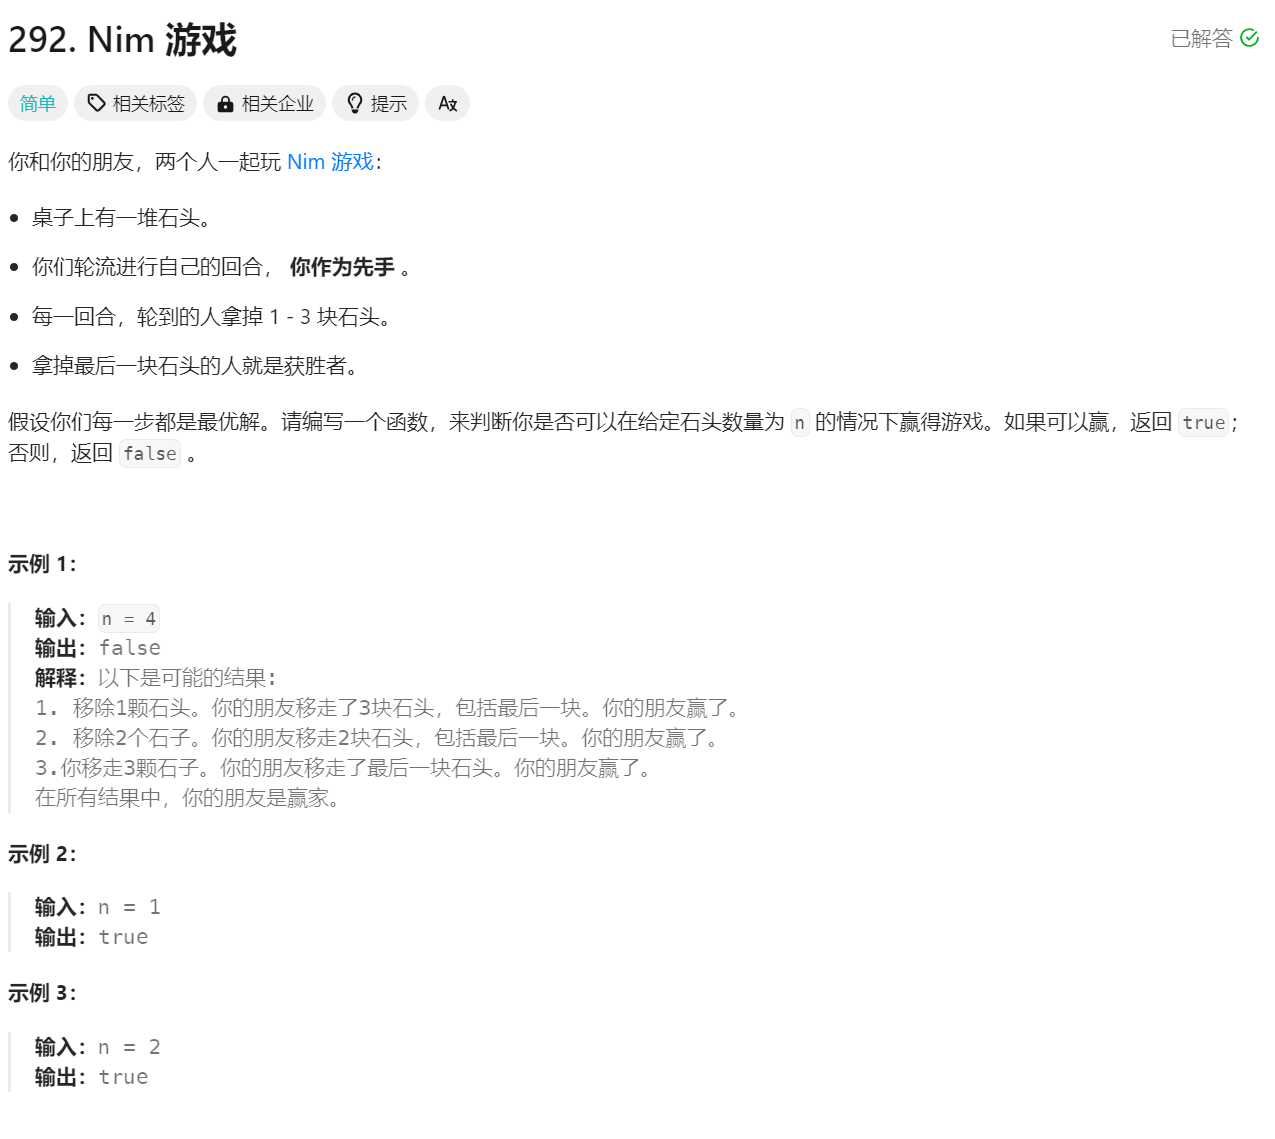 292. Nim 游戏
已解答
简单 相关标签 相关企业 提示
你和你的朋友，两个人一起玩 Nim 游戏：
桌子上有一堆石头。
你们轮流进行自己的回合， 你作为先手 。
每一回合，轮到的人拿掉 1 - 3 块石头。
拿掉最后一块石头的人就是获胜者。
假设你们每一步都是最优解。请编写一个函数，来判断你是否可以在给定石头数量为 n 的情况下赢得游戏。如果可以赢，返回 true；
否则，返回 false 。
示例 1：
输入：n = 4
输出：false
解释：以下是可能的结果:
1. 移除1颗石头。你的朋友移走了3块石头，包括最后一块。你的朋友赢了。
2. 移除2个石子。你的朋友移走2块石头，包括最后一块。你的朋友赢了。
3.你移走3颗石子。你的朋友移走了最后一块石头。你的朋友赢了。
在所有结果中，你的朋友是赢家。
示例 2：
输入：n = 1
输出：true
示例 3：
输入：n = 2
输出：true